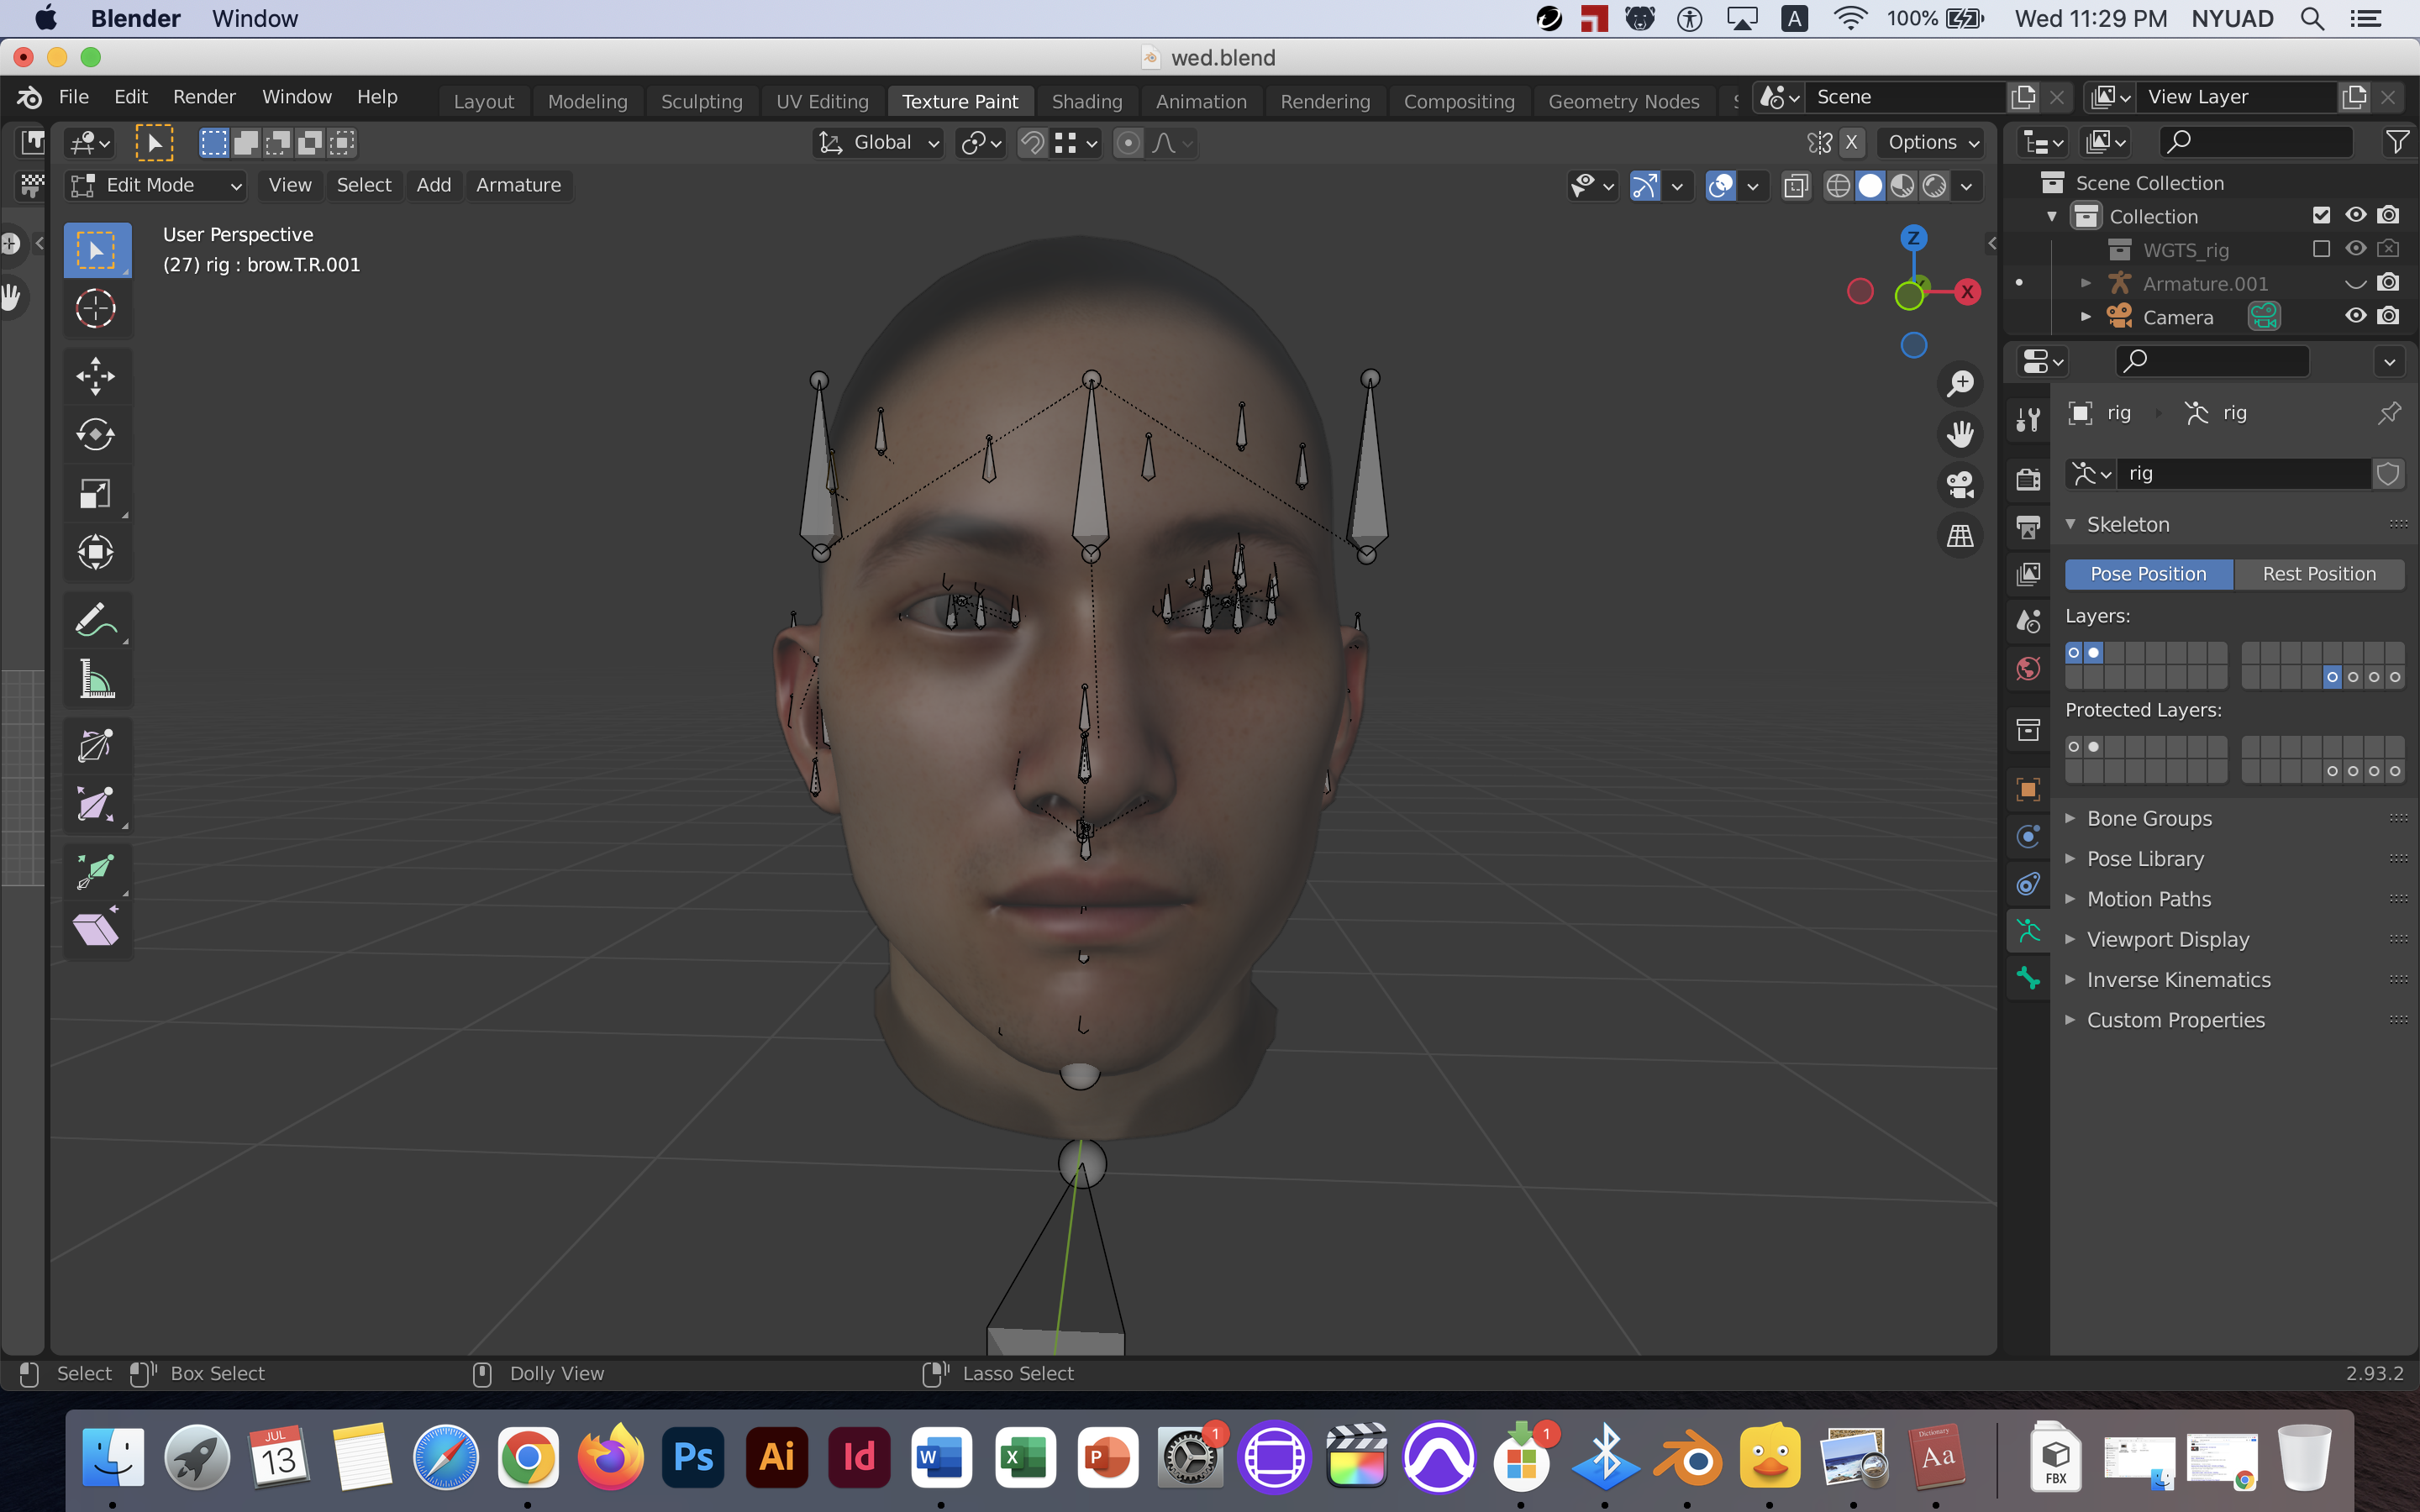 Blender Window
A 100% Wed 11:29 PM NYUAD
wed.blend
File Edit Render Window Help
Layout Modeling Sculpting UV Editing Texture Paint Shading Animation Rendering Compositing Geometry Nodes
Scene
View Layer
Global
X Options
Edit Mode View Select Add Armature
User Perspective
(27) rig : brow.T.R.001
Z
X
Scene Collection
Collection
WGTS_rig
Armature.001
Camera
rig rig
rig
Skeleton
Pose Position Rest Position
Layers:
Protected Layers:
Bone Groups
Pose Library
Motion Paths
Viewport Display
Inverse Kinematics
Custom Properties
Select Box Select Dolly View Lasso Select 2.93.2
JUL
13
Ps
Ai
Id
W
X
P
1
1
Dictionary
Aa
FBX